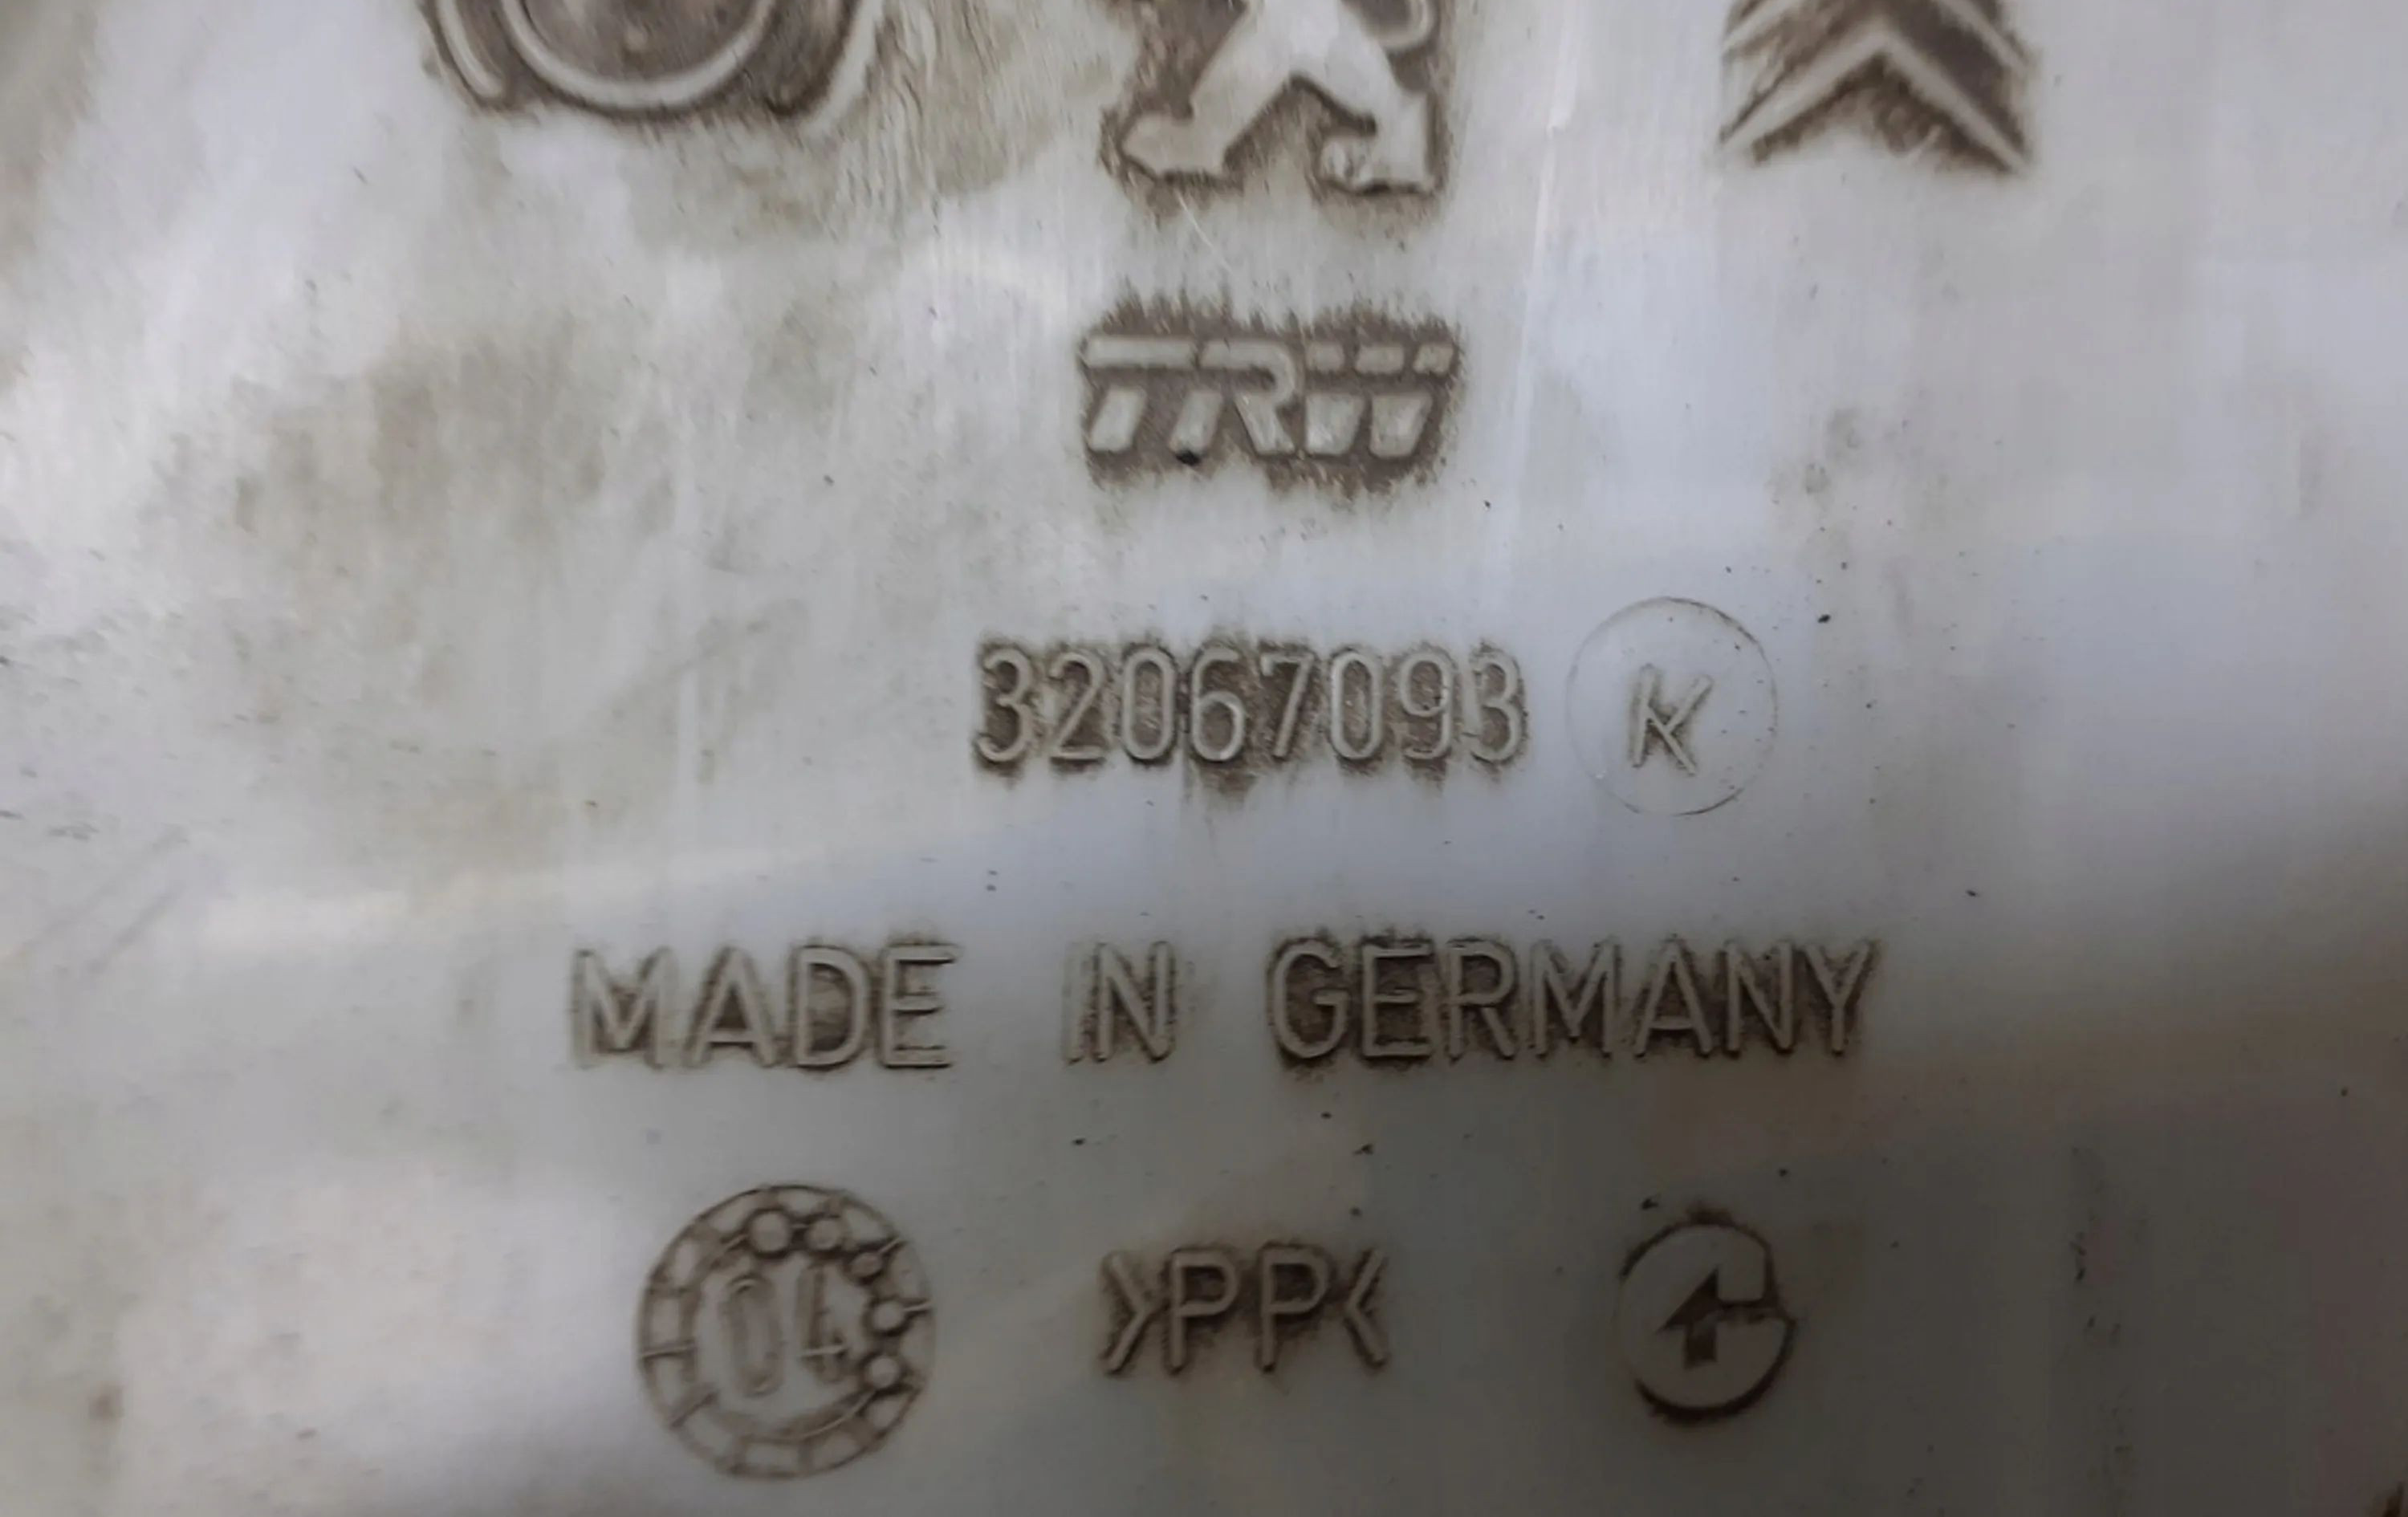 TRW
32067093 K
MADE IN GERMANY
04 >PP<